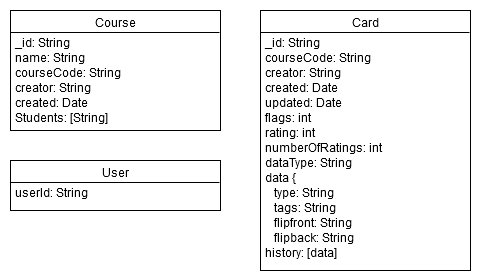 Course
_id: String
name: String
courseCode: String
creator: String
created: Date
Students: [String]
User
userId: String
Card
_id: String
courseCode: String
creator: String
created: Date
updated: Date
flags: int
rating: int
numberOfRatings: int
dataType: String
data {
type: String
tags: String
flipfront: String
flipback: String
history: [data]